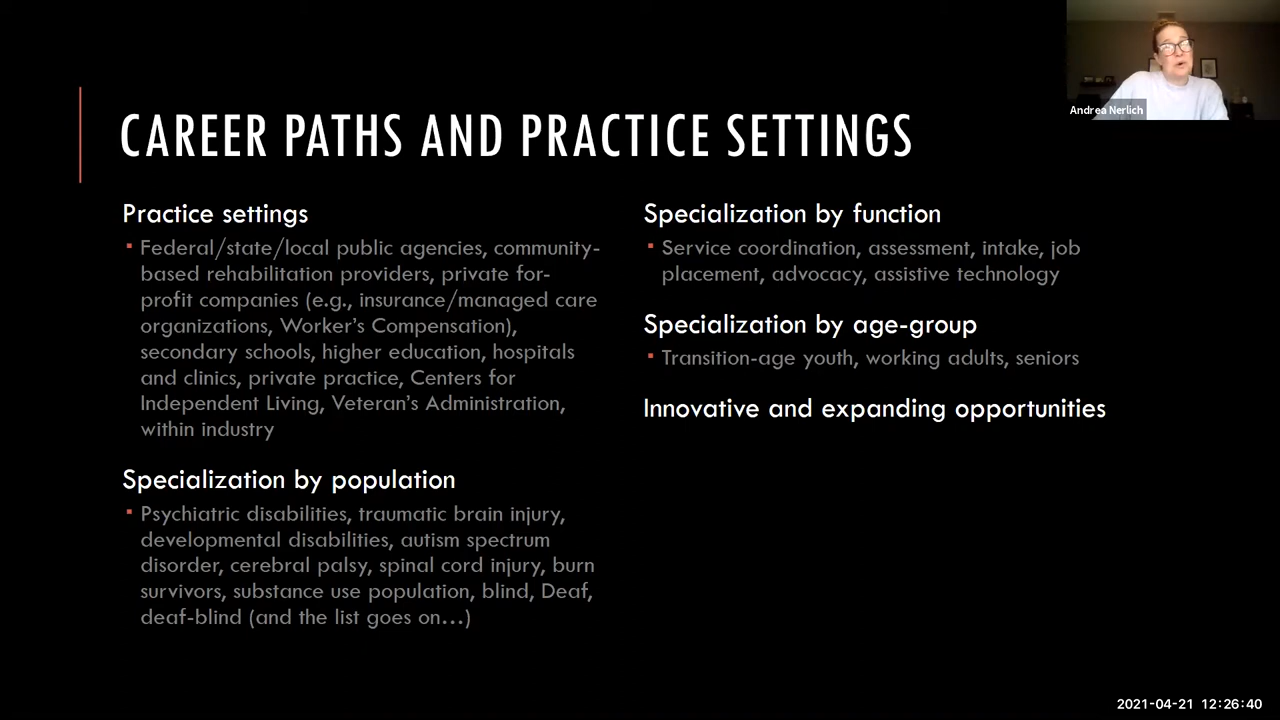 CAREER PATHS AND PRACTICE SETTINGS
Practice settings
▪ Federal/state/local public agencies, community-
based rehabilitation providers, private for-
profit companies (e.g., insurance/managed care
organizations, Worker's Compensation),
secondary schools, higher education, hospitals
and clinics, private practice, Centers for
Independent Living, Veteran's Administration,
within industry
Specialization by population
▪ Psychiatric disabilities, traumatic brain injury,
developmental disabilities, autism spectrum
disorder, cerebral palsy, spinal cord injury, burn
survivors, substance use population, blind, Deaf,
deaf-blind (and the list goes on…)
Specialization by function
▪ Service coordination, assessment, intake, job
placement, advocacy, assistive technology
Specialization by age-group
▪ Transition-age youth, working adults, seniors
Innovative and expanding opportunities
Andrea Nerlich
2021-04-21 12:26:40